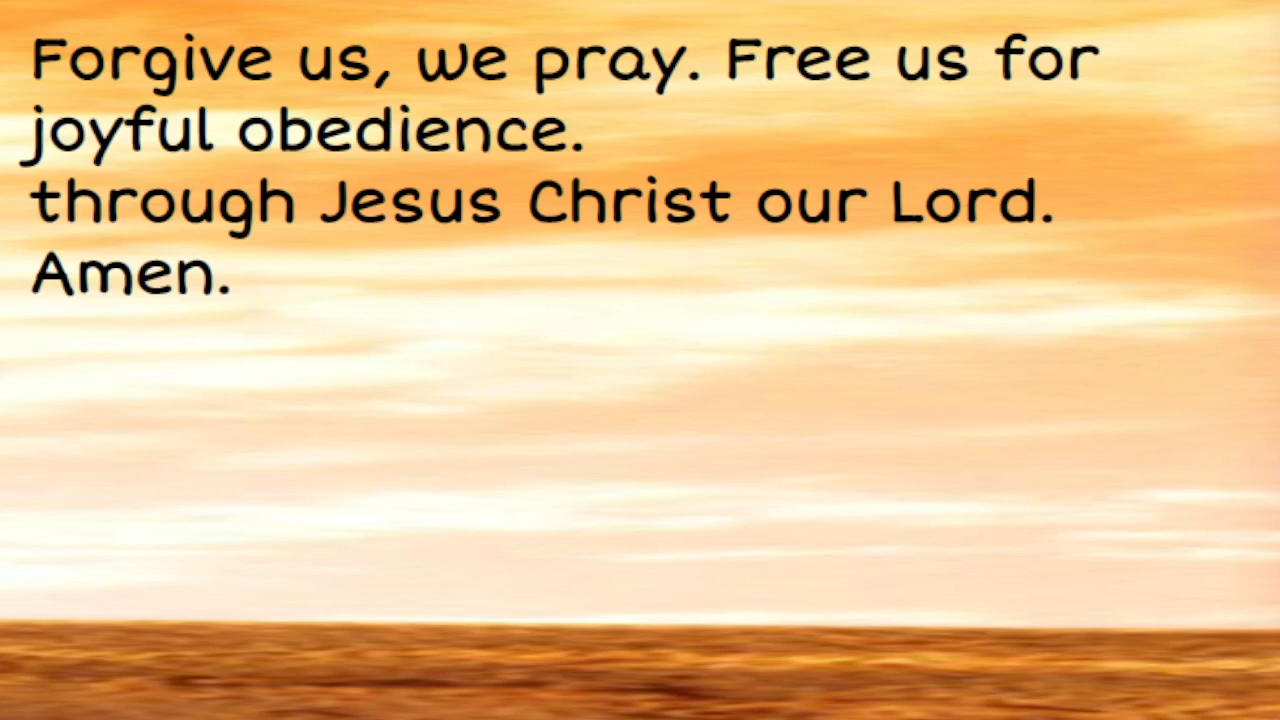 Forgive us, we pray. Free us for
joyful obedience.
through Jesus Christ our Lord.
Amen.